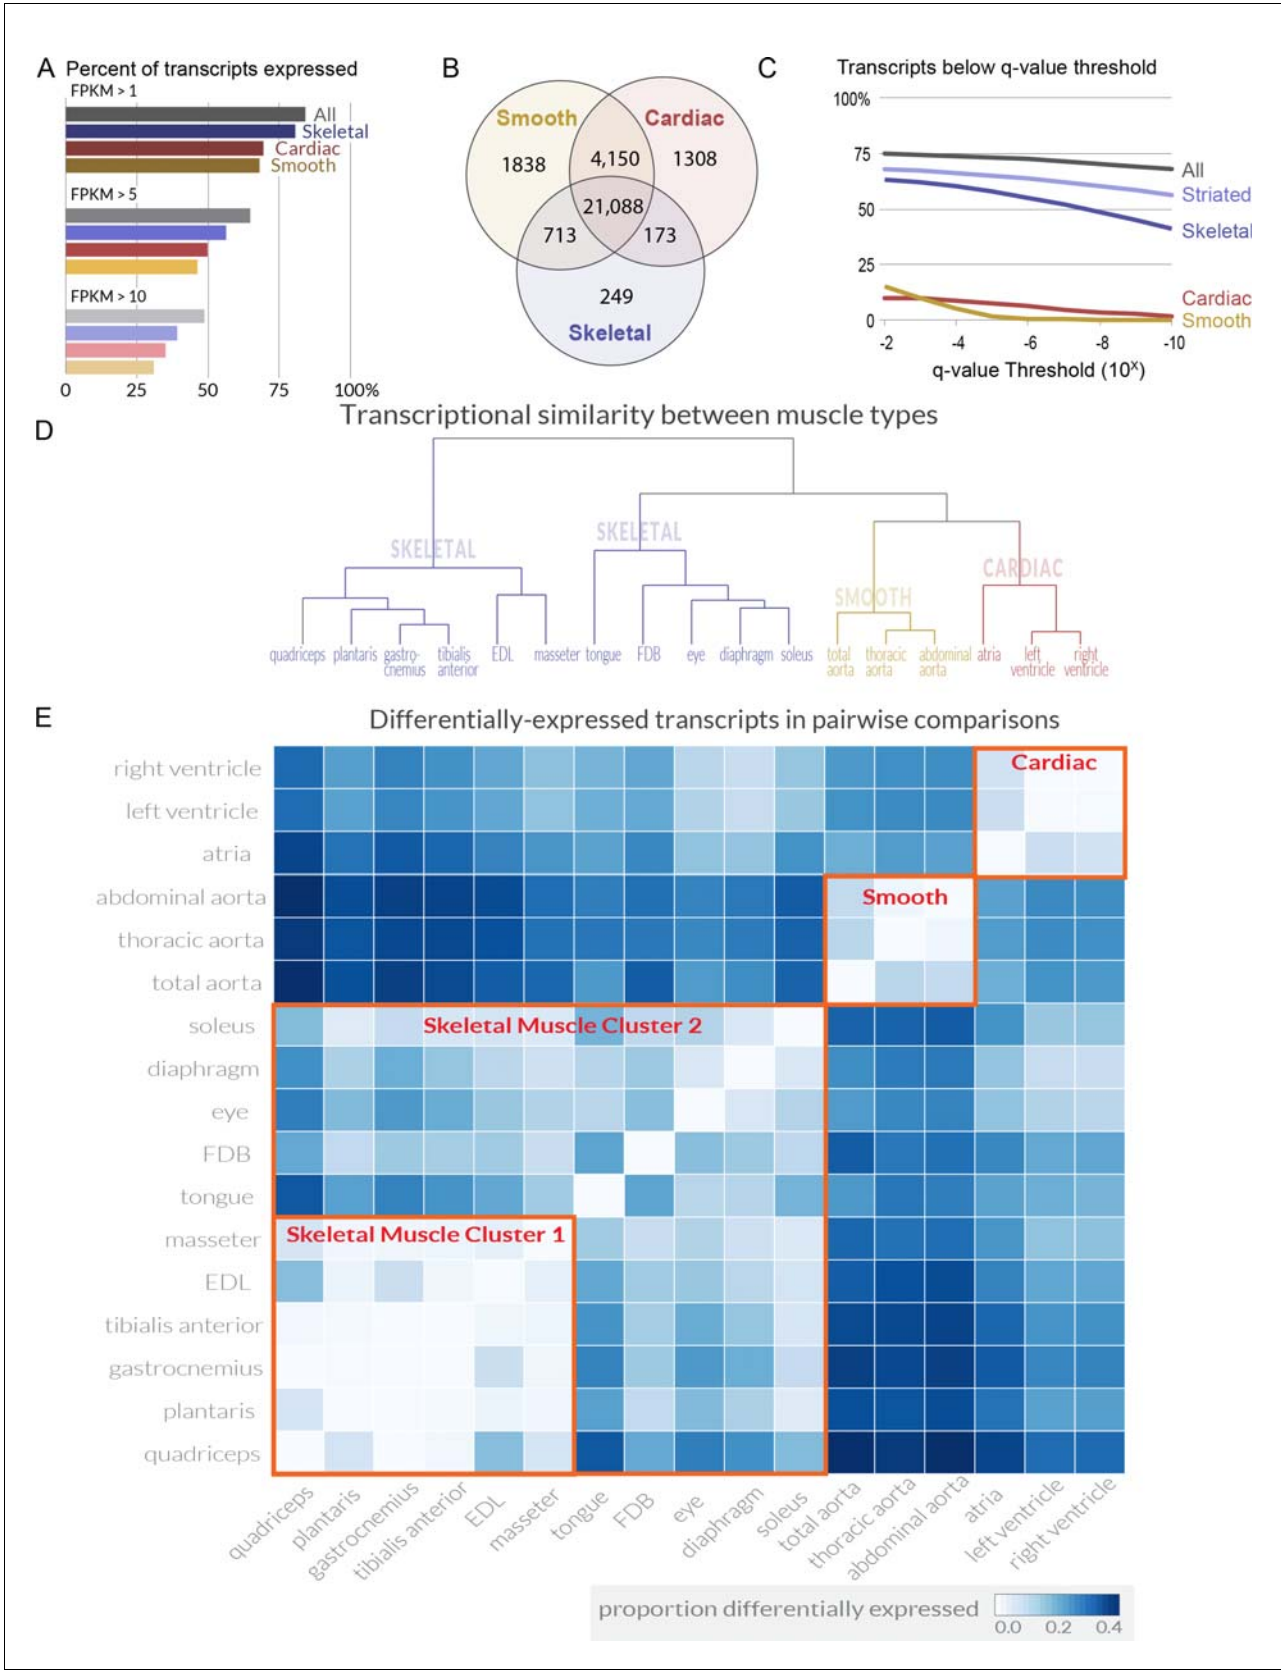 A Percent of transcripts expressed
FPKM > 1
All
Skeletal
Cardiac
Smooth
FPKM > 5
FPKM > 10
0 25 50 75 100%
B
Smooth Cardiac
1838 4,150 1308
21,088
713 173
249
Skeletal
C Transcripts below q-value threshold
100%
75
50
25
0
All
Striated
Skeletal
Cardiac
Smooth
-2 -4 -6 -8 -10
q-value Threshold (10ˣ)
D Transcriptional similarity between muscle types
SKELETAL SKELETAL
SMOOTH CARDIAC
quadriceps plantaris gastro- tibialis EDL masseter tongue FDB eye diaphragm soleus total thoracic abdominal atria left right
cnemius anterior aorta aorta aorta ventricle ventricle
E Differentially-expressed transcripts in pairwise comparisons
right ventricle
left ventricle
atria
abdominal aorta
thoracic aorta
total aorta
soleus
diaphragm
eye
FDB
tongue
masseter
EDL
tibialis anterior
gastrocnemius
plantaris
quadriceps
Cardiac
Smooth
Skeletal Muscle Cluster 2
Skeletal Muscle Cluster 1
quadriceps
plantaris
gastrocnemius
tibialis anterior
EDL
masseter
tongue
FDB
eye
diaphragm
soleus
total aorta
thoracic aorta
abdominal aorta
atria
left ventricle
right ventricle
proportion differentially expressed
0.0 0.2 0.4